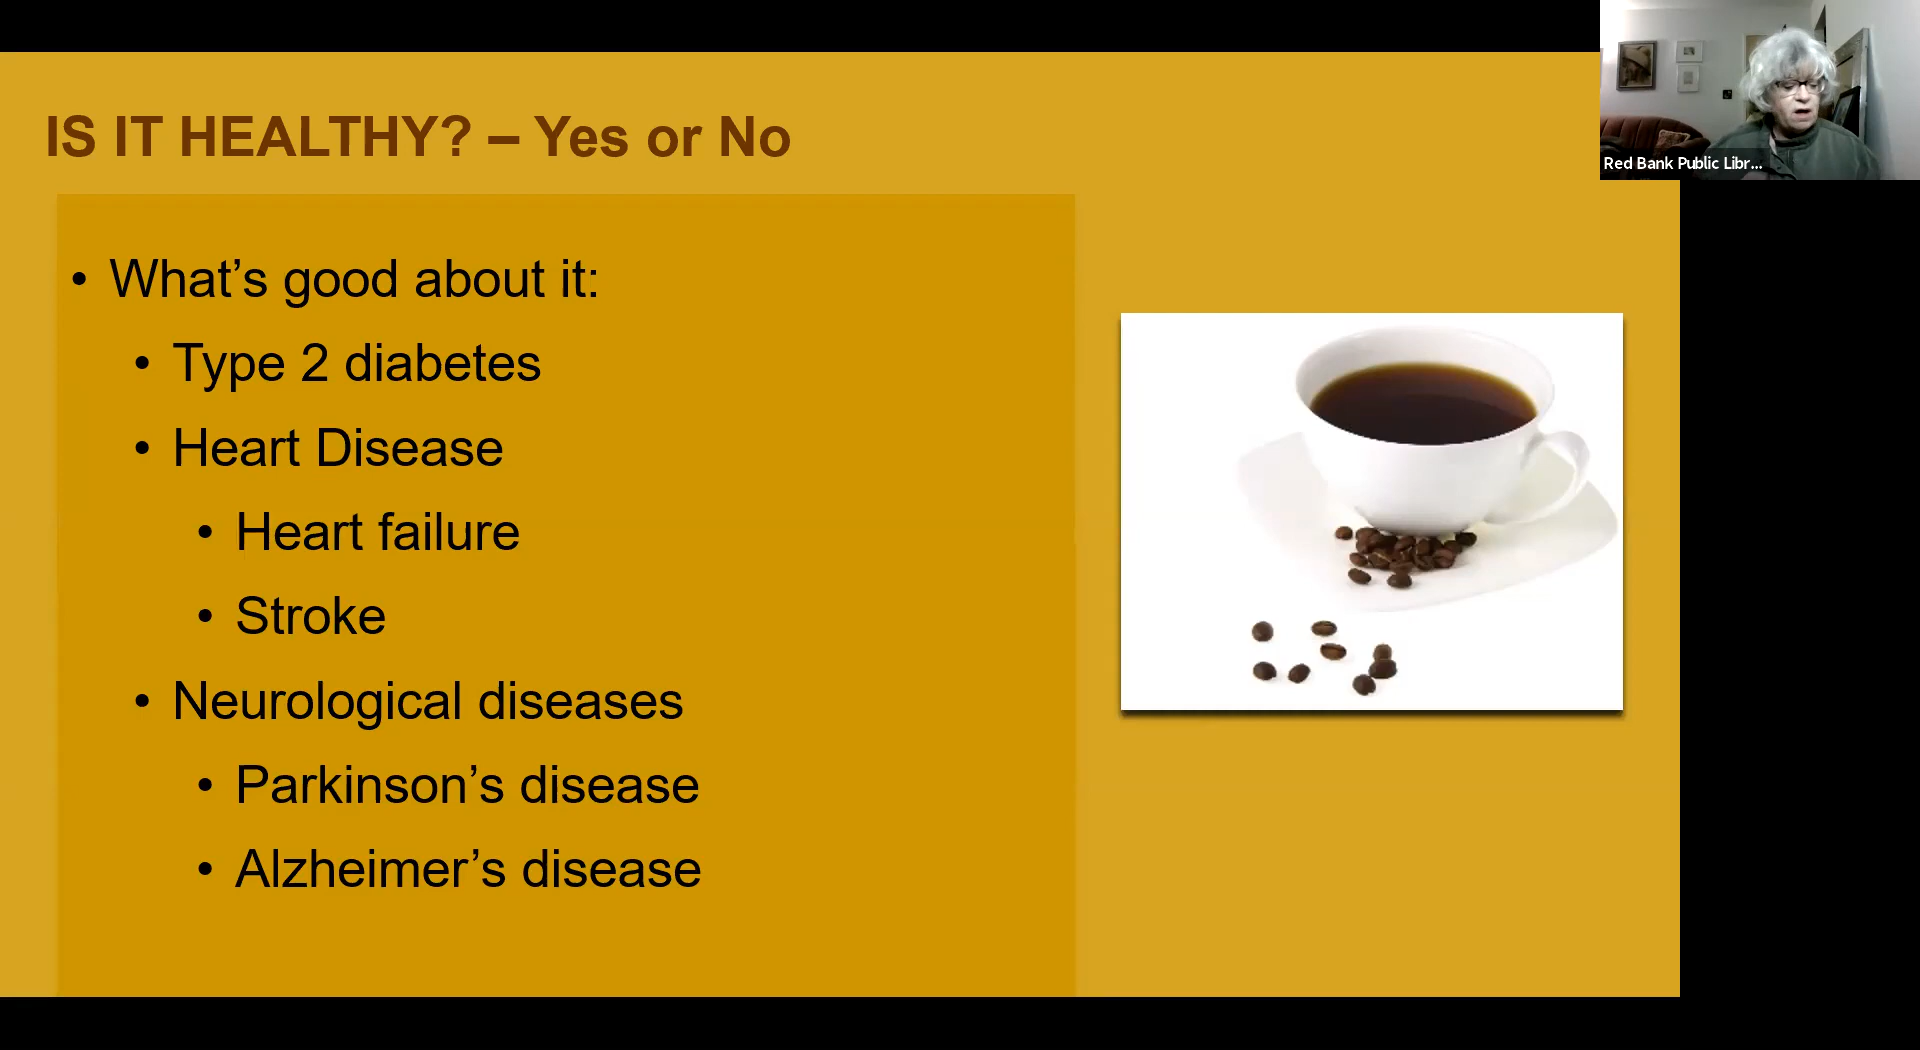 IS IT HEALTHY? – Yes or No
• What’s good about it:
• Type 2 diabetes
• Heart Disease
• Heart failure
• Stroke
• Neurological diseases
• Parkinson’s disease
• Alzheimer’s disease
Red Bank Public Libr...